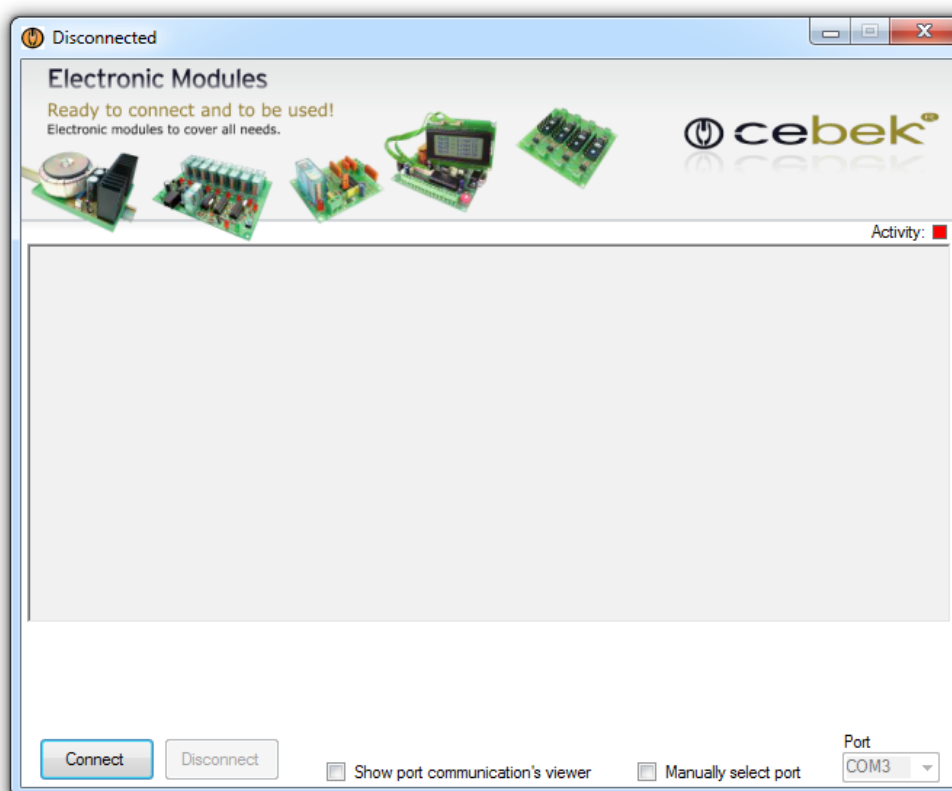 Disconnected
Electronic Modules
Ready to connect and to be used!
Electronic modules to cover all needs.
cebek®
Activity:
Connect
Disconnect
Show port communication's viewer
Manually select port
Port
COM3